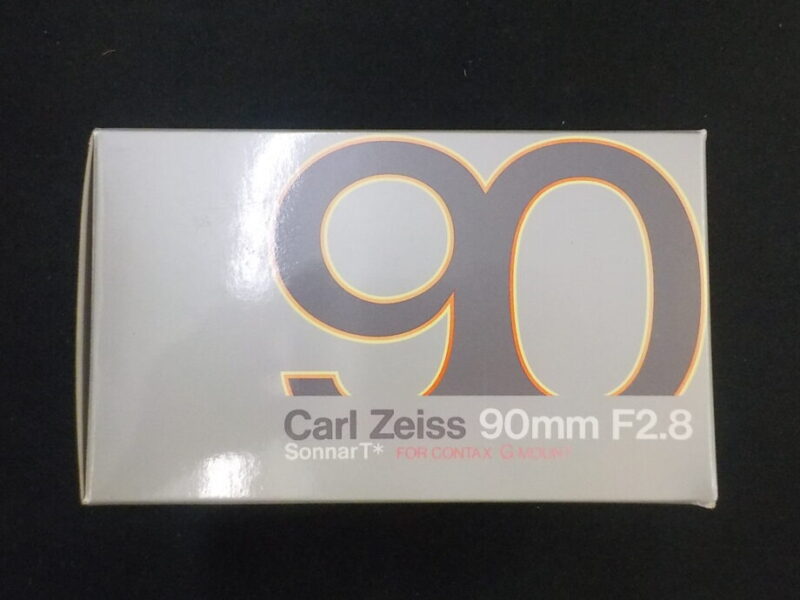 90
Carl Zeiss 90mm F2.8
Sonnar T* FOR CONTAX G MOUNT